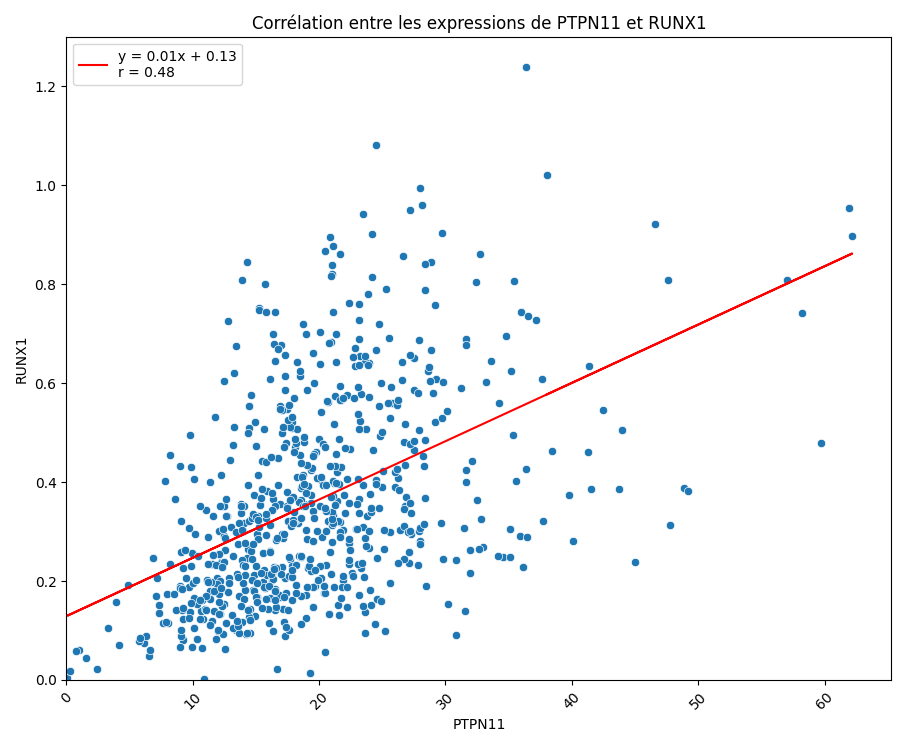 Corrélation entre les expressions de PTPN11 et RUNX1
y = 0.01x + 0.13
r = 0.48
1.2
1.0
0.8
0.6
0.4
0.2
0.0
RUNX1
0
10
20
30
40
50
60
PTPN11